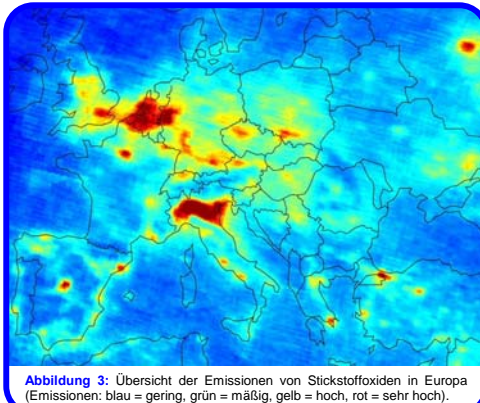 Abbildung 3: Übersicht der Emissionen von Stickstoffoxiden in Europa
(Emissionen: blau = gering, grün = mäßig, gelb = hoch, rot = sehr hoch).